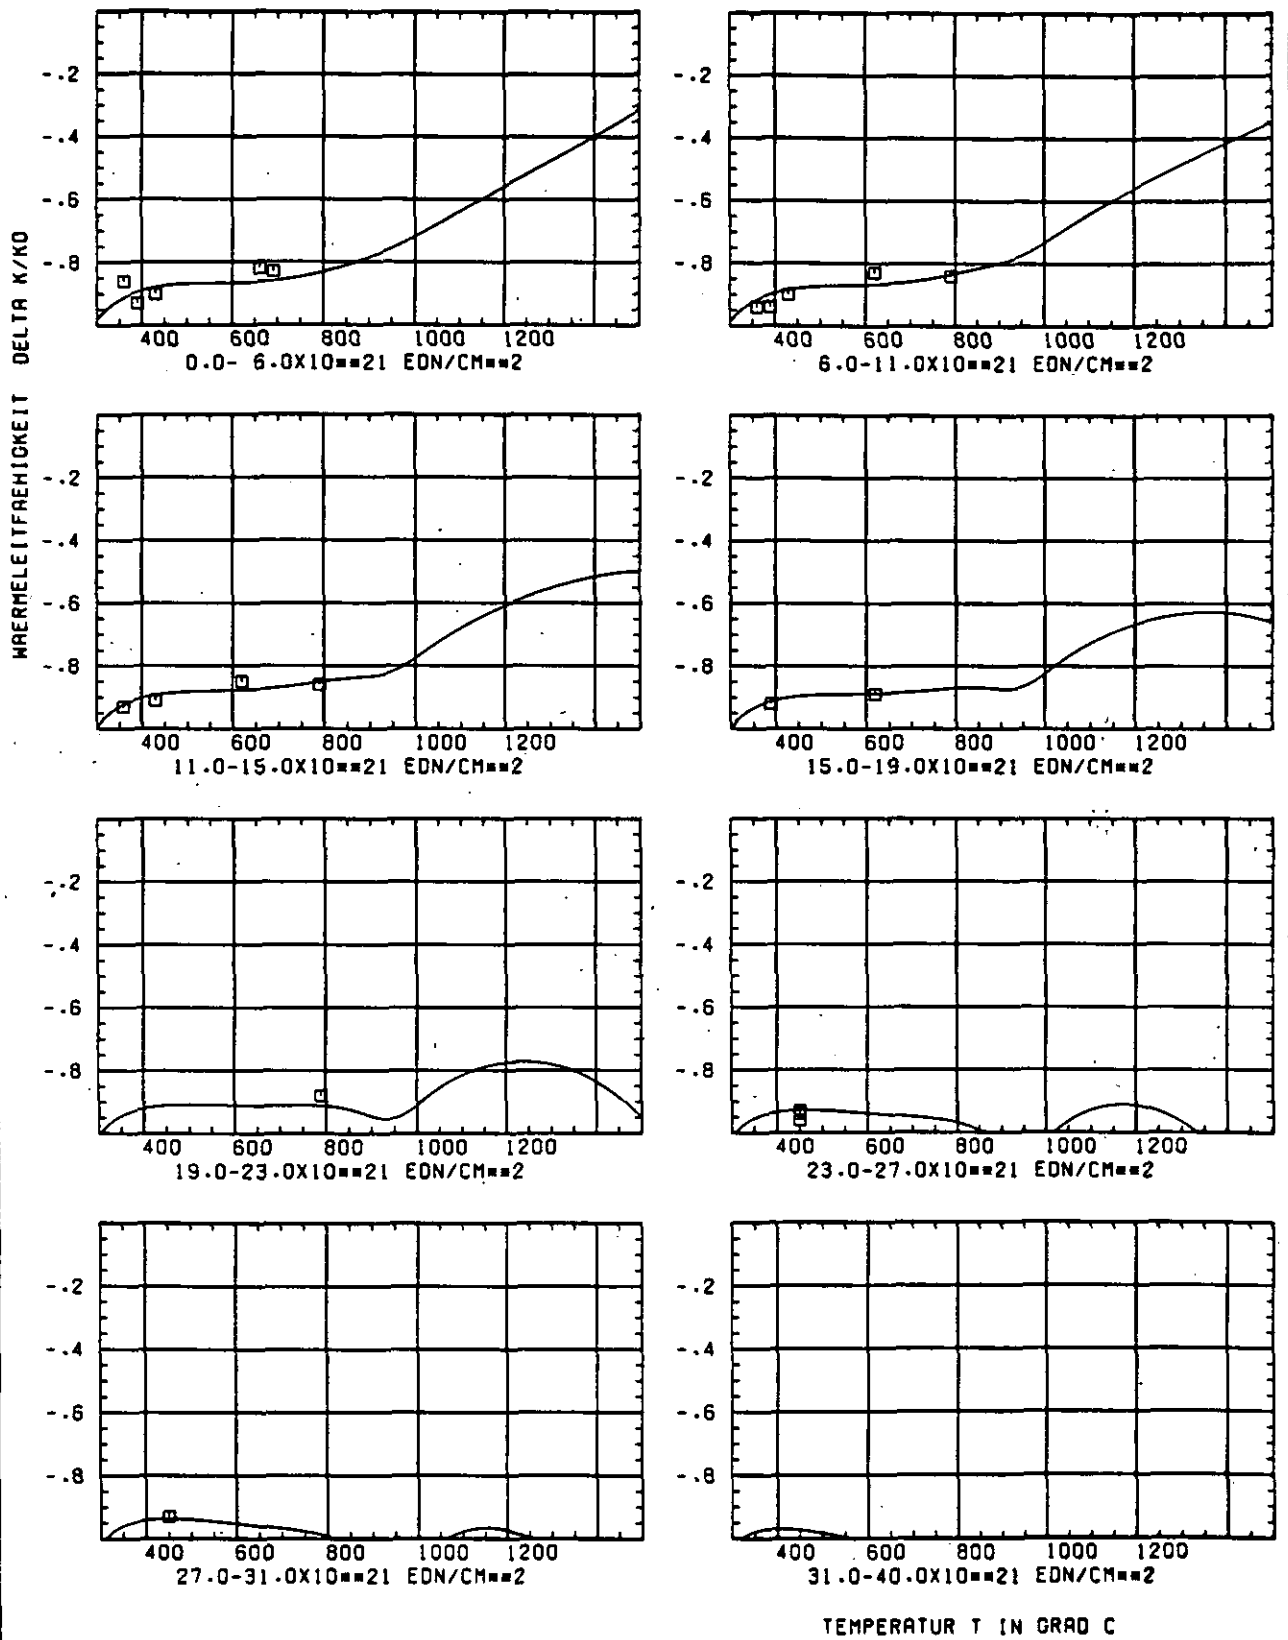 WAERMELEITFAEHIGKEIT DELTA K/K0
-.2 -.2
-.4 -.4
-.6 -.6
-.8 -.8
400 600 800 1000 1200 400 600 800 1000 1200
0.0- 6.0X10**21 EDN/CM**2 6.0-11.0X10**21 EDN/CM**2
-.2 -.2
-.4 -.4
-.6 -.6
-.8 -.8
400 600 800 1000 1200 400 600 800 1000 1200
11.0-15.0X10**21 EDN/CM**2 15.0-19.0X10**21 EDN/CM**2
-.2 -.2
-.4 -.4
-.6 -.6
-.8 -.8
400 600 800 1000 1200 400 600 800 1000 1200
19.0-23.0X10**21 EDN/CM**2 23.0-27.0X10**21 EDN/CM**2
-.2 -.2
-.4 -.4
-.6 -.6
-.8 -.8
400 600 800 1000 1200 400 600 800 1000 1200
27.0-31.0X10**21 EDN/CM**2 31.0-40.0X10**21 EDN/CM**2
TEMPERATUR T IN GRAD C